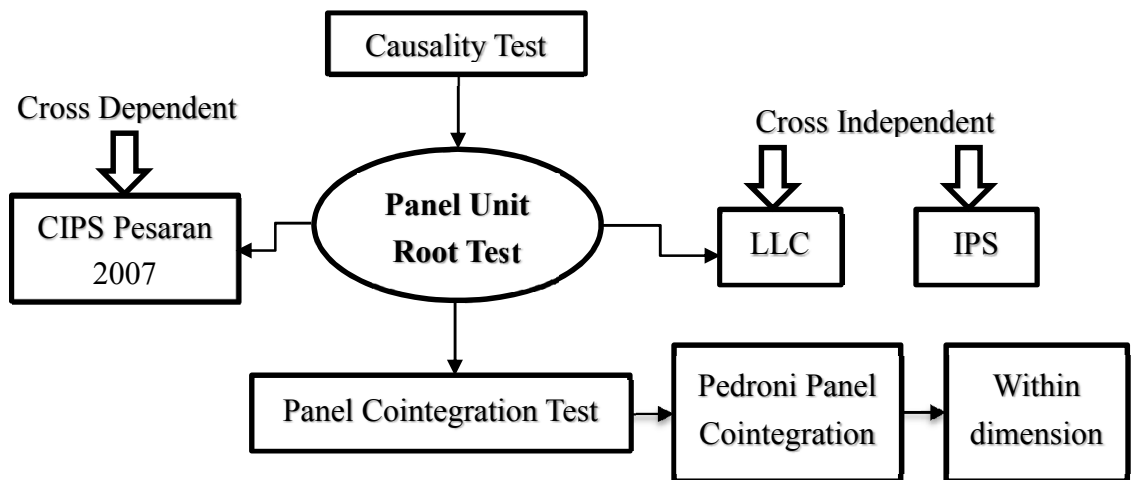 Causality Test
Cross Dependent
Cross Independent
CIPS Pesaran
2007
Panel Unit
Root Test
LLC
IPS
Panel Cointegration Test
Pedroni Panel
Cointegration
Within
dimension